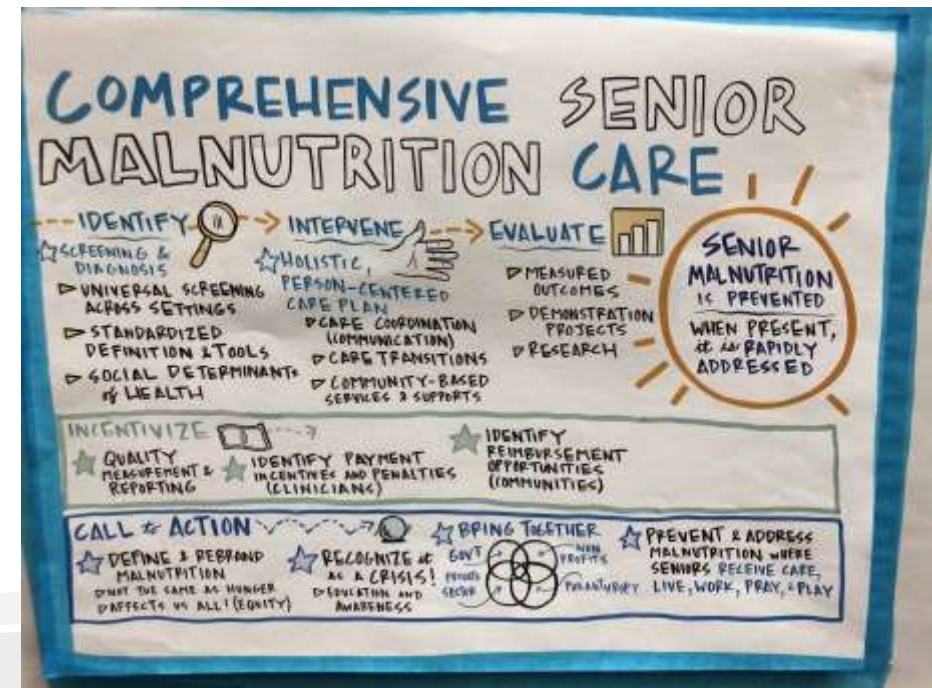 COMPREHENSIVE SENIOR
MALNUTRITION CARE
IDENTIFY
SCREENING &
DIAGNOSIS
UNIVERSAL SCREENING
ACROSS SETTINGS
STANDARDIZED
DEFINITION & TOOLS
SOCIAL DETERMINANTS
of HEALTH
INTERVENE
HOLISTIC,
PERSON-CENTERED
CARE PLAN
CARE COORDINATION
(COMMUNICATION)
CARE TRANSITIONS
COMMUNITY-BASED
SERVICES & SUPPORTS
EVALUATE
MEASURED
OUTCOMES
DEMONSTRATION
PROJECTS
RESEARCH
SENIOR
MALNUTRITION
IS PREVENTED
WHEN PRESENT,
it is RAPIDLY
ADDRESSED
INCENTIVIZE
QUALITY
MEASUREMENT &
REPORTING
IDENTIFY PAYMENT
INCENTIVES AND PENALTIES
(CLINICIANS)
IDENTIFY
REIMBURSEMENT
OPPORTUNITIES
(COMMUNITIES)
CALL to ACTION
DEFINE & REBRAND
MALNUTRITION
NOT THE SAME AS HUNGER
AFFECTS US ALL! (EQUITY)
RECOGNIZE it
AS A CRISIS!
EDUCATION AND
AWARENESS
BRING TOGETHER
GOVT
NON
PROFITS
PRIVATE
SECTOR
PHILANTHROPY
PREVENT & ADDRESS
MALNUTRITION WHERE
SENIORS RECEIVE CARE,
LIVE, WORK, PRAY, & PLAY